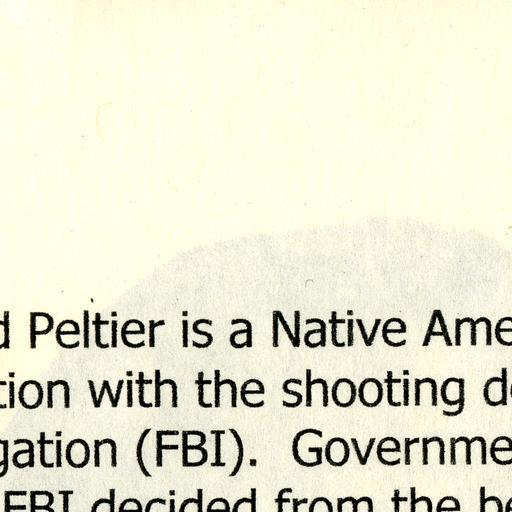 d Peltier is a Native Ame
tion with the shooting d
gation (FBI).  Governme
FBI decided from the be